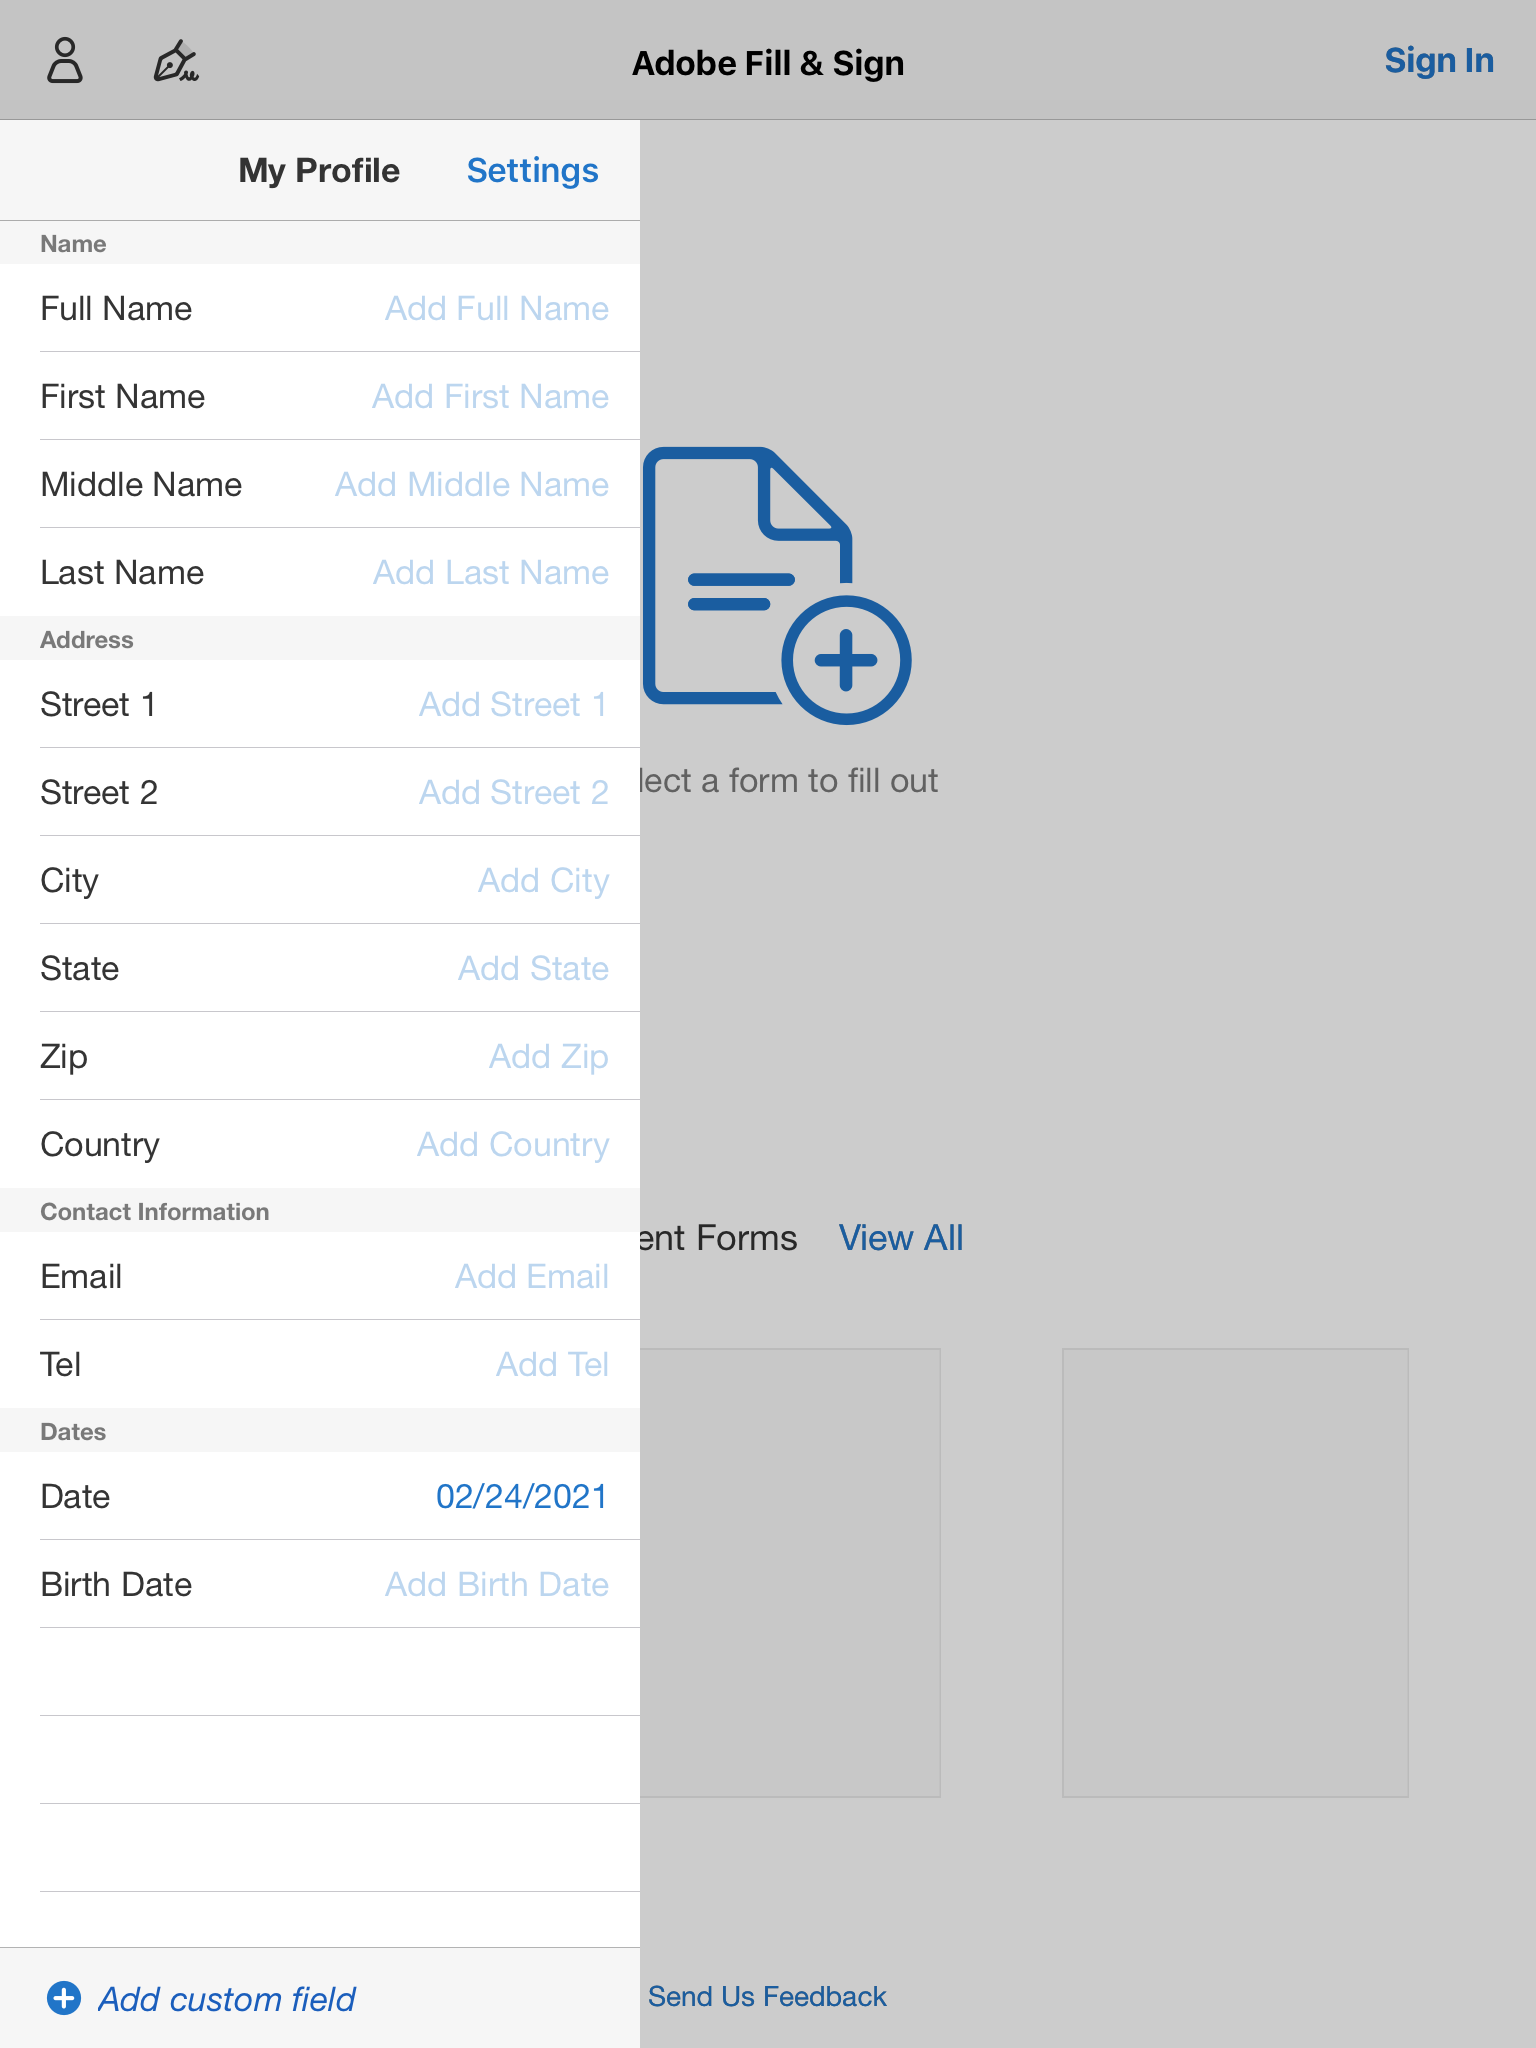 Adobe Fill & Sign
Sign In
My Profile
Settings
Name
Full Name Add Full Name
First Name Add First Name
Middle Name Add Middle Name
Last Name Add Last Name
Address
Street 1 Add Street 1
Street 2 Add Street 2
City Add City
State Add State
Zip Add Zip
Country Add Country
Contact Information
Email Add Email
Tel Add Tel
Dates
Date 02/24/2021
Birth Date Add Birth Date
Add custom field
lect a form to fill out
ent Forms View All
Send Us Feedback